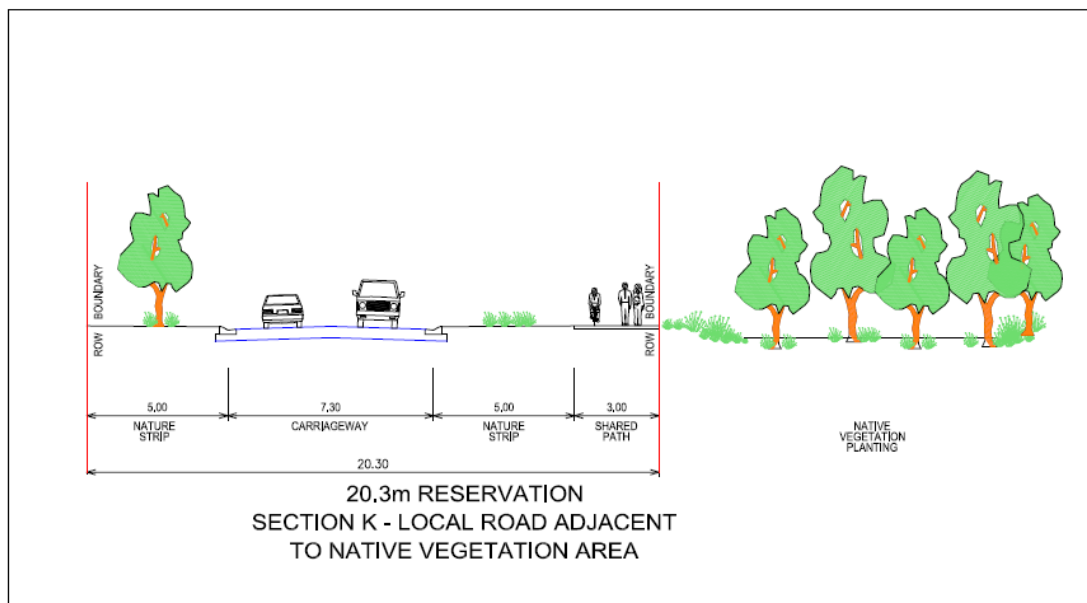 ROW BOUNDARY
ROW BOUNDARY
5.00
7.30
5.00
3.00
NATURE
STRIP
CARRIAGEWAY
NATURE
STRIP
SHARED
PATH
NATIVE
VEGETATION
PLANTING
20.30
20.3m RESERVATION
SECTION K - LOCAL ROAD ADJACENT
TO NATIVE VEGETATION AREA